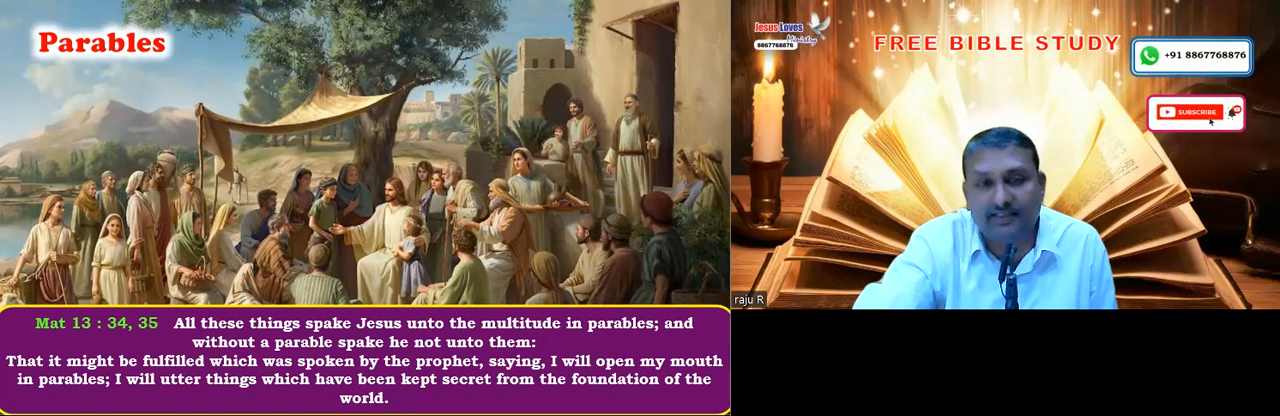 Parables
Mat 13 : 34, 35 All these things spake Jesus unto the multitude in parables; and
without a parable spake he not unto them:
That it might be fulfilled which was spoken by the prophet, saying, I will open my mouth
in parables; I will utter things which have been kept secret from the foundation of the
world.
Jesus Loves
Ministry
8867768876
FREE BIBLE STUDY
+91 8867768876
SUBSCRIBE
raju R